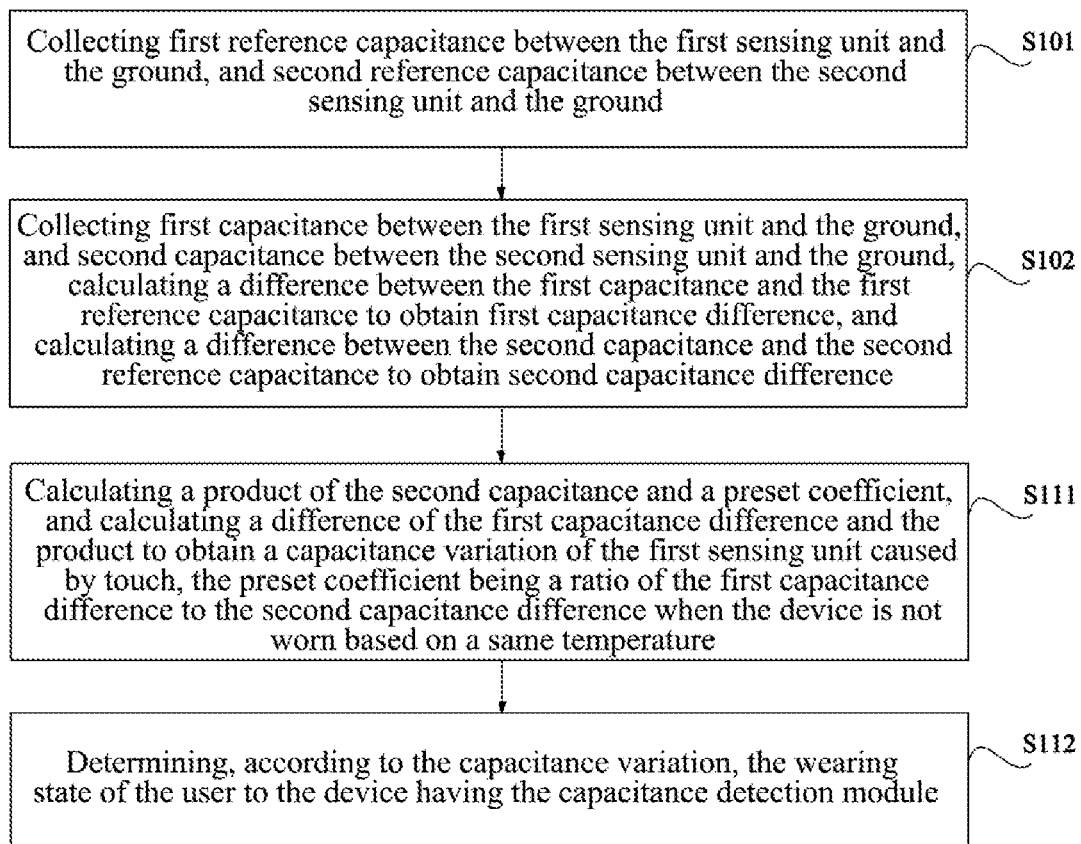 Collecting first reference capacitance between the first sensing unit and
the ground, and second reference capacitance between the second
sensing unit and the ground
S101
Collecting first capacitance between the first sensing unit and the ground,
and second capacitance between the second sensing unit and the ground,
calculating a difference between the first capacitance and the first
reference capacitance to obtain first capacitance difference, and
calculating a difference between the second capacitance and the second
reference capacitance to obtain second capacitance difference
S102
Calculating a product of the second capacitance and a preset coefficient,
and calculating a difference of the first capacitance difference and the
product to obtain a capacitance variation of the first sensing unit caused
by touch, the preset coefficient being a ratio of the first capacitance
difference to the second capacitance difference when the device is not
worn based on a same temperature
S111
Determining, according to the capacitance variation, the wearing
state of the user to the device having the capacitance detection module
S112